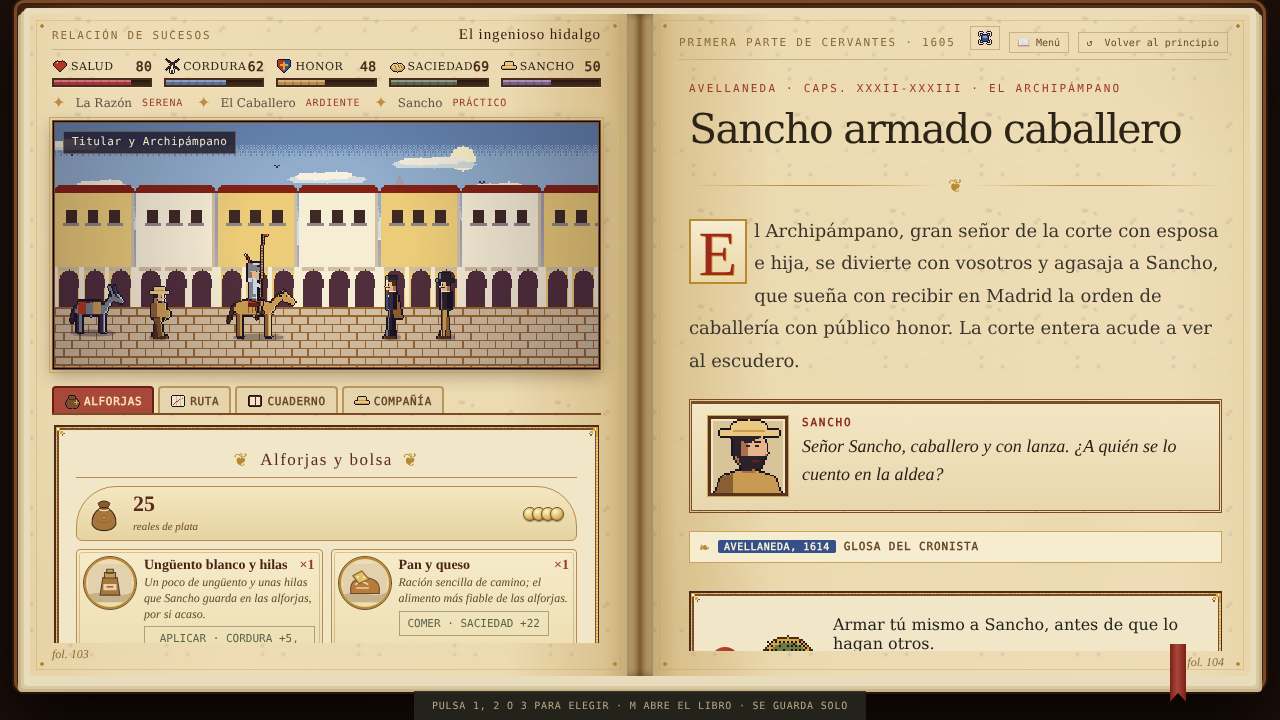 RELACIÓN DE SUCESOS
El ingenioso hidalgo
SALUD 80
CORDURA 62
HONOR 48
SACIEDAD 69
SANCHO 50
La Razón SERENA
El Caballero ARDIENTE
Sancho PRÁCTICO
Titular y Archipámpano
ALFORJAS
RUTA
CUADERNO
COMPAÑÍA
Alforjas y bolsa
25
reales de plata
Ungüento blanco y hilas ×1
Un poco de ungüento y unas hilas
que Sancho guarda en las alforjas,
por si acaso.
APLICAR · CORDURA +5,
Pan y queso ×1
Ración sencilla de camino; el
alimento más fiable de las alforjas.
COMER · SACIEDAD +22
fol. 103
PRIMERA PARTE DE CERVANTES · 1605
Menú
↺ Volver al principio
AVELLANEDA · CAPS. XXXII-XXXIII · EL ARCHIPÁMPANO
Sancho armado caballero
El Archipámpano, gran señor de la corte con esposa
e hija, se divierte con vosotros y agasaja a Sancho,
que sueña con recibir en Madrid la orden de
caballería con público honor. La corte entera acude a ver
al escudero.
SANCHO
Señor Sancho, caballero y con lanza. ¿A quién se lo
cuento en la aldea?
AVELLANEDA, 1614 GLOSA DEL CRONISTA
Armar tú mismo a Sancho, antes de que lo
hagan otros.
fol. 104
PULSA 1, 2 O 3 PARA ELEGIR · M ABRE EL LIBRO · SE GUARDA SOLO